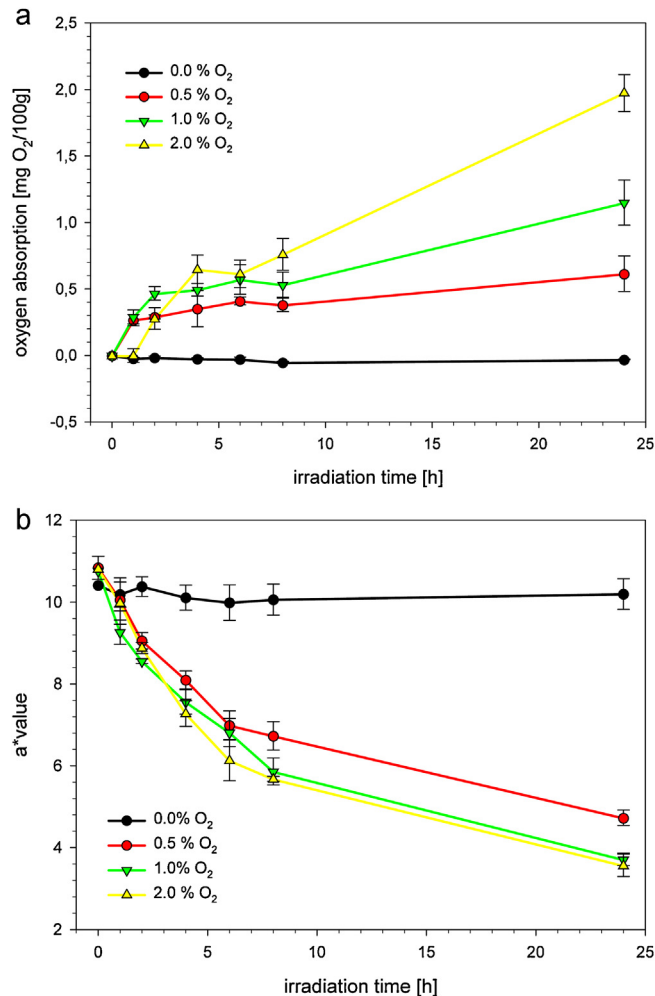 a
2,5
2,0
1,5
1,0
0,5
0,0
-0,5
oxygen absorption [mg O₂/100g]
0.0 % O₂
0.5 % O₂
1.0 % O₂
2.0 % O₂
0 5 10 15 20 25
irradiation time [h]
b
12
10
8
6
4
2
a*value
0.0% O₂
0.5 % O₂
1.0% O₂
2.0 % O₂
0 5 10 15 20 25
irradiation time [h]